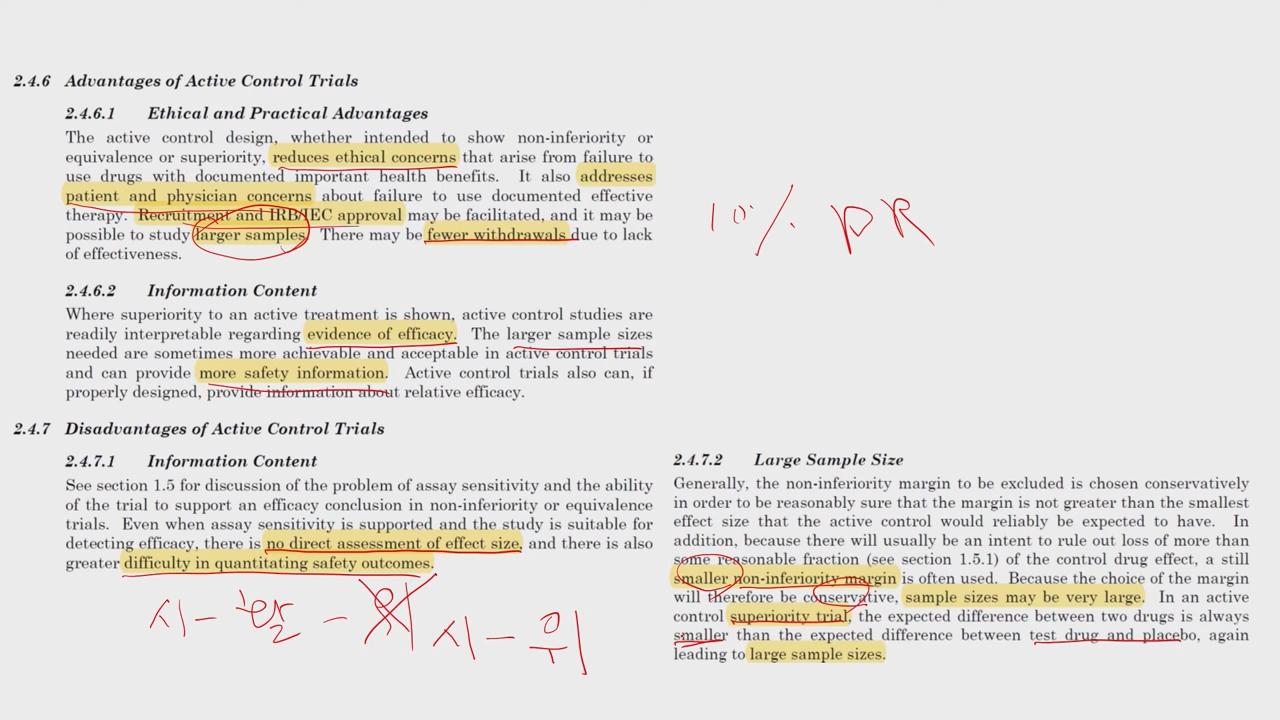 2.4.6 Advantages of Active Control Trials
2.4.6.1 Ethical and Practical Advantages
The active control design, whether intended to show non-inferiority or
equivalence or superiority, reduces ethical concerns that arise from failure to
use drugs with documented important health benefits. It also addresses
patient and physician concerns about failure to use documented effective
therapy. Recruitment and IRB/IEC approval may be facilitated, and it may be
possible to study larger samples. There may be fewer withdrawals due to lack
of effectiveness.
2.4.6.2 Information Content
Where superiority to an active treatment is shown, active control studies are
readily interpretable regarding evidence of efficacy. The larger sample sizes
needed are sometimes more achievable and acceptable in active control trials
and can provide more safety information. Active control trials also can, if
properly designed, provide information about relative efficacy.
2.4.7 Disadvantages of Active Control Trials
2.4.7.1 Information Content
See section 1.5 for discussion of the problem of assay sensitivity and the ability
of the trial to support an efficacy conclusion in non-inferiority or equivalence
trials. Even when assay sensitivity is supported and the study is suitable for
detecting efficacy, there is no direct assessment of effect size, and there is also
greater difficulty in quantitating safety outcomes.
시 - 활 - 위 시 - 위
10% DR
2.4.7.2 Large Sample Size
Generally, the non-inferiority margin to be excluded is chosen conservatively
in order to be reasonably sure that the margin is not greater than the smallest
effect size that the active control would reliably be expected to have. In
addition, because there will usually be an intent to rule out loss of more than
some reasonable fraction (see section 1.5.1) of the control drug effect, a still
smaller non-inferiority margin is often used. Because the choice of the margin
will therefore be conservative, sample sizes may be very large. In an active
control superiority trial, the expected difference between two drugs is always
smaller than the expected difference between test drug and placebo, again
leading to large sample sizes.